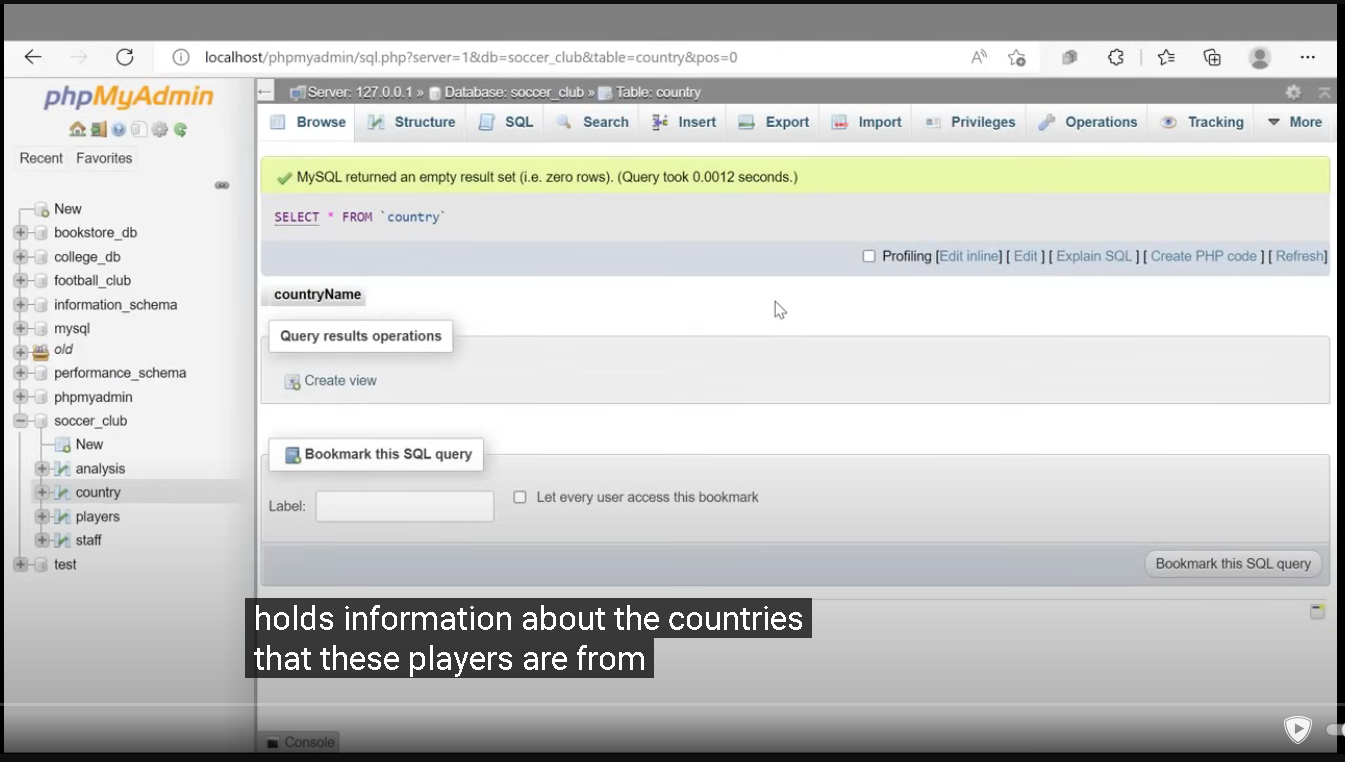 localhost/phpmyadmin/sql.php?server=1&db=soccer_club&table=country&pos=0
phpMyAdmin
Recent Favorites
New
bookstore_db
college_db
football_club
information_schema
mysql
old
performance_schema
phpmyadmin
soccer_club
New
analysis
country
players
staff
test
Server: 127.0.0.1 » Database: soccer_club » Table: country
Browse Structure SQL Search Insert Export Import Privileges Operations Tracking More
MySQL returned an empty result set (i.e. zero rows). (Query took 0.0012 seconds.)
SELECT * FROM `country`
Profiling [Edit inline] [ Edit ] [ Explain SQL ] [ Create PHP code ] [ Refresh]
countryName
Query results operations
Create view
Bookmark this SQL query
Label: Let every user access this bookmark
Bookmark this SQL query
holds information about the countries
that these players are from
Console